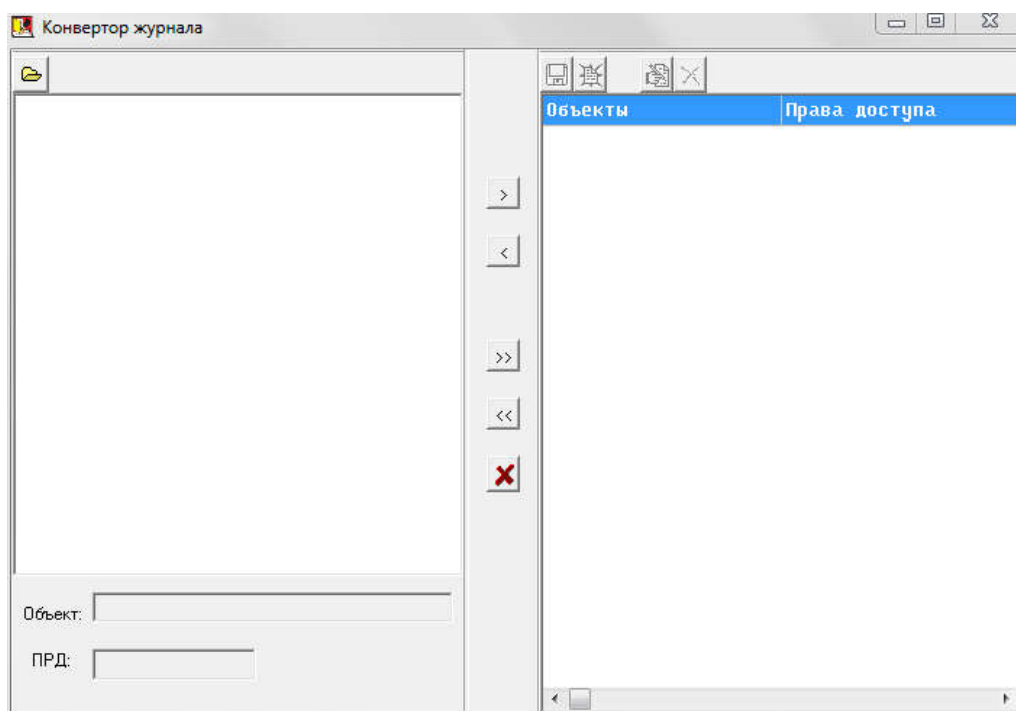 Конвертор журнала
Объекты Права доступа
>
<
>>
<<
Объект:
ПРД: